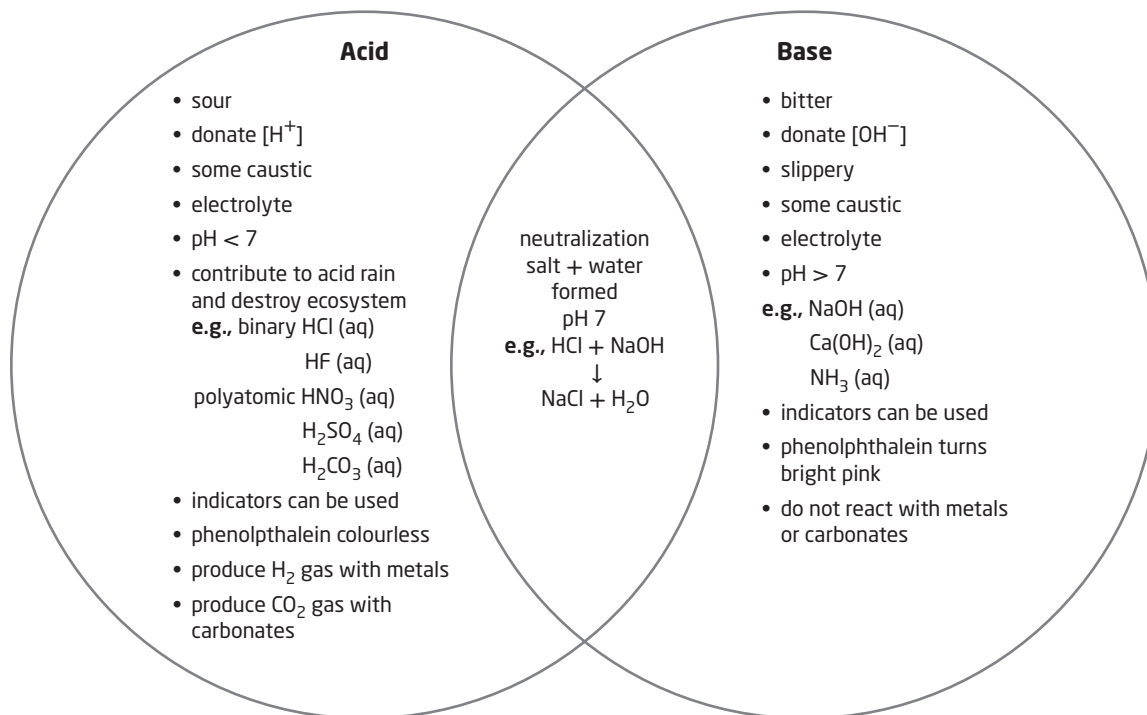 Acid
• sour
• donate [H⁺]
• some caustic
• electrolyte
• pH < 7
• contribute to acid rain
and destroy ecosystem
e.g., binary HCl (aq)
HF (aq)
polyatomic HNO₃ (aq)
H₂SO₄ (aq)
H₂CO₃ (aq)
• indicators can be used
• phenolpthalein colourless
• produce H₂ gas with metals
• produce CO₂ gas with
carbonates
neutralization
salt + water
formed
pH 7
e.g., HCl + NaOH
↓
NaCl + H₂O
Base
• bitter
• donate [OH⁻]
• slippery
• some caustic
• electrolyte
• pH > 7
e.g., NaOH (aq)
Ca(OH)₂ (aq)
NH₃ (aq)
• indicators can be used
• phenolphthalein turns
bright pink
• do not react with metals
or carbonates